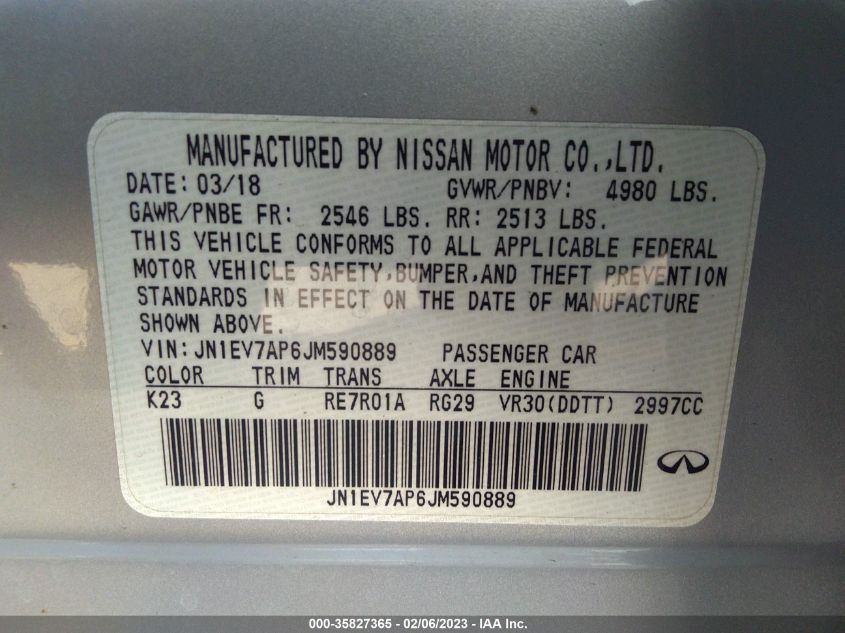 MANUFACTURED BY NISSAN MOTOR CO.,LTD.
DATE: 03/18 GVWR/PNBV: 4980 LBS.
GAWR/PNBE FR: 2546 LBS. RR: 2513 LBS.
THIS VEHICLE CONFORMS TO ALL APPLICABLE FEDERAL
MOTOR VEHICLE SAFETY,BUMPER,AND THEFT PREVENTION
STANDARDS IN EFFECT ON THE DATE OF MANUFACTURE
SHOWN ABOVE.
VIN:JN1EV7AP6JM590889 PASSENGER CAR
COLOR TRIM TRANS AXLE ENGINE
K23 G RE7R01A RG29 VR30(DDTT) 2997CC
JN1EV7AP6JM590889
000-35827365 - 02/06/2023 - IAA Inc.